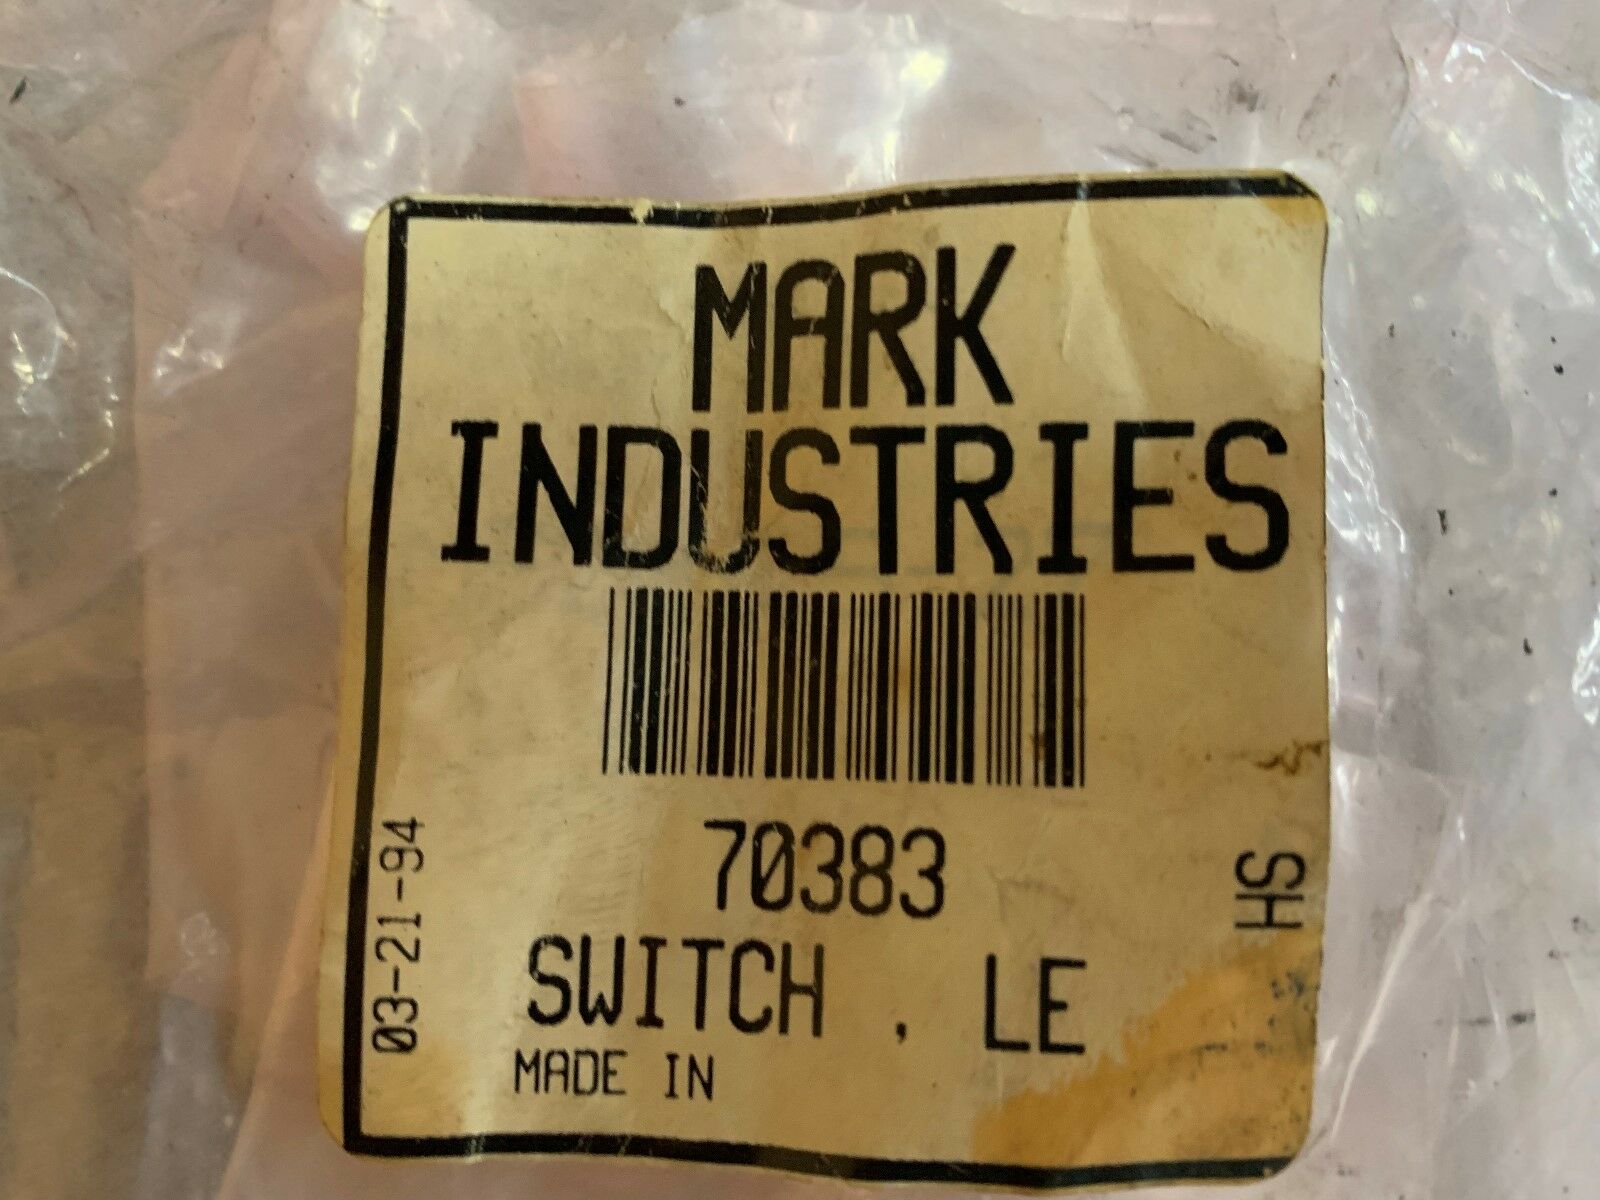 MARK
INDUSTRIES
70383
SWITCH , LE
MADE IN
03-21-94
HS